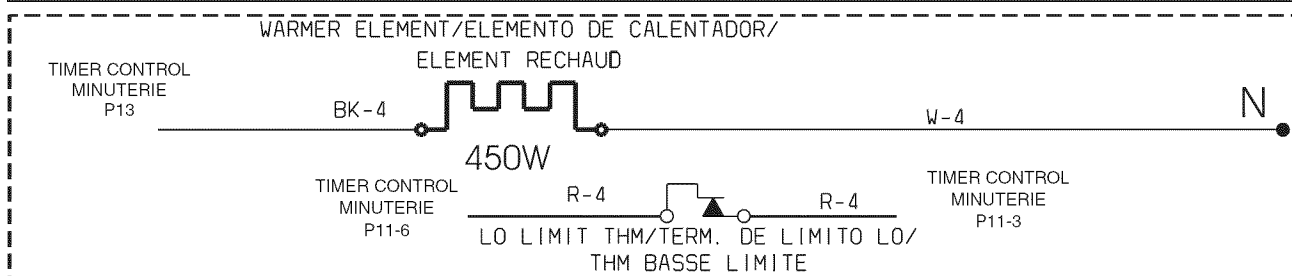 WARMER ELEMENT/ELEMENTO DE CALENTADOR/
ELEMENT RECHAUD
TIMER CONTROL
MINUTERIE
P13
BK-4
W-4
N
450W
TIMER CONTROL
MINUTERIE
P11-6
R-4
R-4
TIMER CONTROL
MINUTERIE
P11-3
LO LIMIT THM/TERM. DE LIMITO LO/
THM BASSE LIMITE